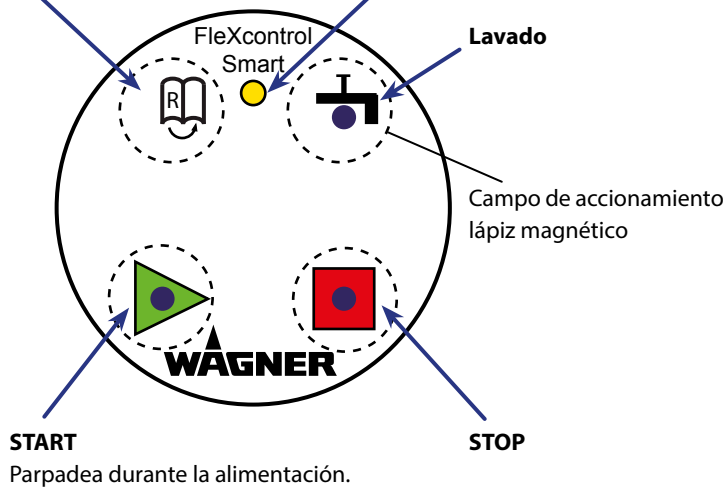 FleXcontrol
Smart
Lavado
R
Campo de accionamiento
lápiz magnético
WAGNER
START
STOP
Parpadea durante la alimentación.